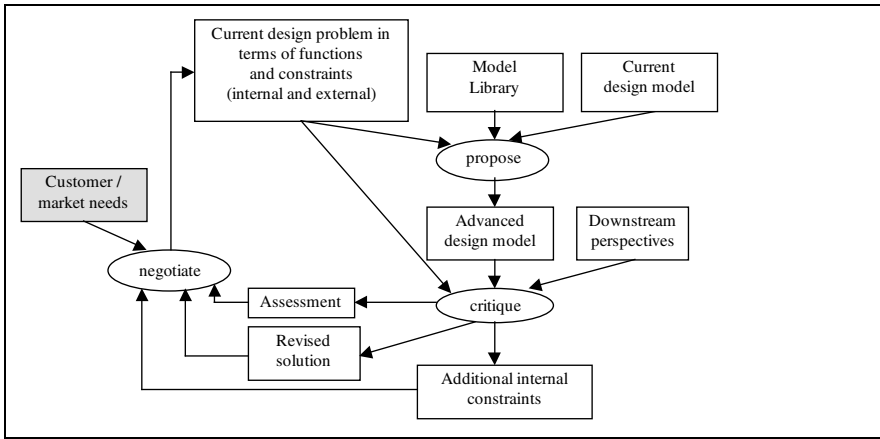 Current design problem in
terms of functions
and constraints
(internal and external)
Model
Library
Current
design model
propose
Customer /
market needs
Advanced
design model
Downstream
perspectives
negotiate
Assessment
critique
Revised
solution
Additional internal
constraints